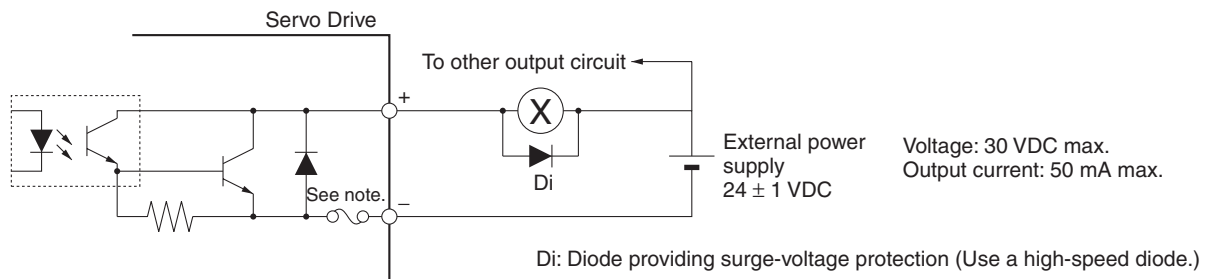 Servo Drive
To other output circuit
+
X
External power
supply
24 ± 1 VDC
Voltage: 30 VDC max.
Output current: 50 mA max.
Di
See note.
−
Di: Diode providing surge-voltage protection (Use a high-speed diode.)